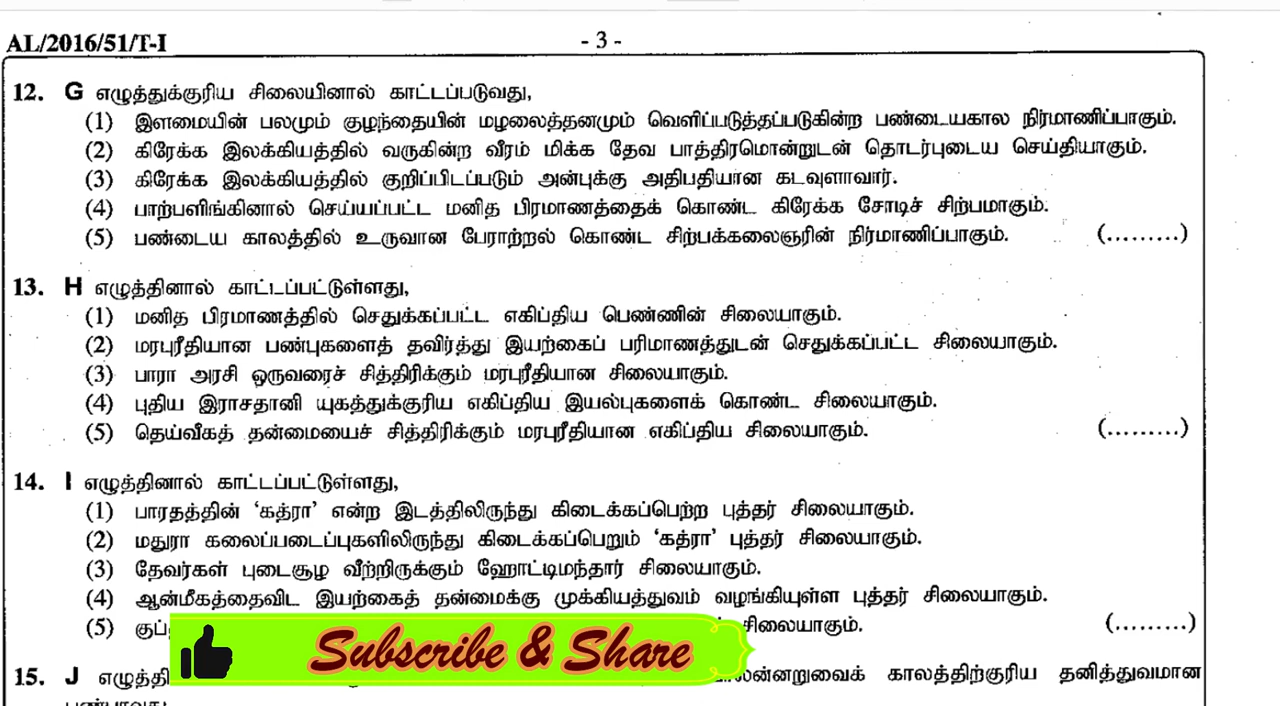 AL/2016/51/T-I
- 3 -
12. G எழுத்துக்குரிய சிலையினால் காட்டப்படுவது,
(1) இளமையின் பலமும் குழந்தையின் மழலைத்தனமும் வெளிப்படுத்தப்படுகின்ற பண்டையகால நிர்மாணிப்பாகும்.
(2) கிரேக்க இலக்கியத்தில் வருகின்ற வீரம் மிக்க தேவ பாத்திரமொன்றுடன் தொடர்புடைய செய்தியாகும்.
(3) கிரேக்க இலக்கியத்தில் குறிப்பிடப்படும் அன்புக்கு அதிபதியான கடவுளாவார்.
(4) பாற்பளிங்கினால் செய்யப்பட்ட மனித பிரமாணத்தைக் கொண்ட கிரேக்க சோடிச் சிற்பமாகும்.
(5) பண்டைய காலத்தில் உருவான பேராற்றல் கொண்ட சிற்பக்கலைஞரின் நிர்மாணிப்பாகும். (.........)
13. H எழுத்தினால் காட்டப்பட்டுள்ளது,
(1) மனித பிரமாணத்தில் செதுக்கப்பட்ட எகிப்திய பெண்ணின் சிலையாகும்.
(2) மரபுரீதியான பண்புகளைத் தவிர்த்து இயற்கைப் பரிமாணத்துடன் செதுக்கப்பட்ட சிலையாகும்.
(3) பாரா அரசி ஒருவரைச் சித்திரிக்கும் மரபுரீதியான சிலையாகும்.
(4) புதிய இராசதானி யுகத்துக்குரிய எகிப்திய இயல்புகளைக் கொண்ட சிலையாகும்.
(5) தெய்வீகத் தன்மையைச் சித்திரிக்கும் மரபுரீதியான எகிப்திய சிலையாகும். (.........)
14. I எழுத்தினால் காட்டப்பட்டுள்ளது,
(1) பாரதத்தின் ‘கத்ரா’ என்ற இடத்திலிருந்து கிடைக்கப்பெற்ற புத்தர் சிலையாகும்.
(2) மதுரா கலைப்படைப்புகளிலிருந்து கிடைக்கப்பெறும் ‘கத்ரா’ புத்தர் சிலையாகும்.
(3) தேவர்கள் புடைசூழ வீற்றிருக்கும் ஹோட்டிமந்தார் சிலையாகும்.
(4) ஆன்மீகத்தைவிட இயற்கைத் தன்மைக்கு முக்கியத்துவம் வழங்கியுள்ள புத்தர் சிலையாகும்.
(5) சிலையாகும். (.........)
Subscribe & Share
15. J காலத்திற்குரிய தனித்துவமான